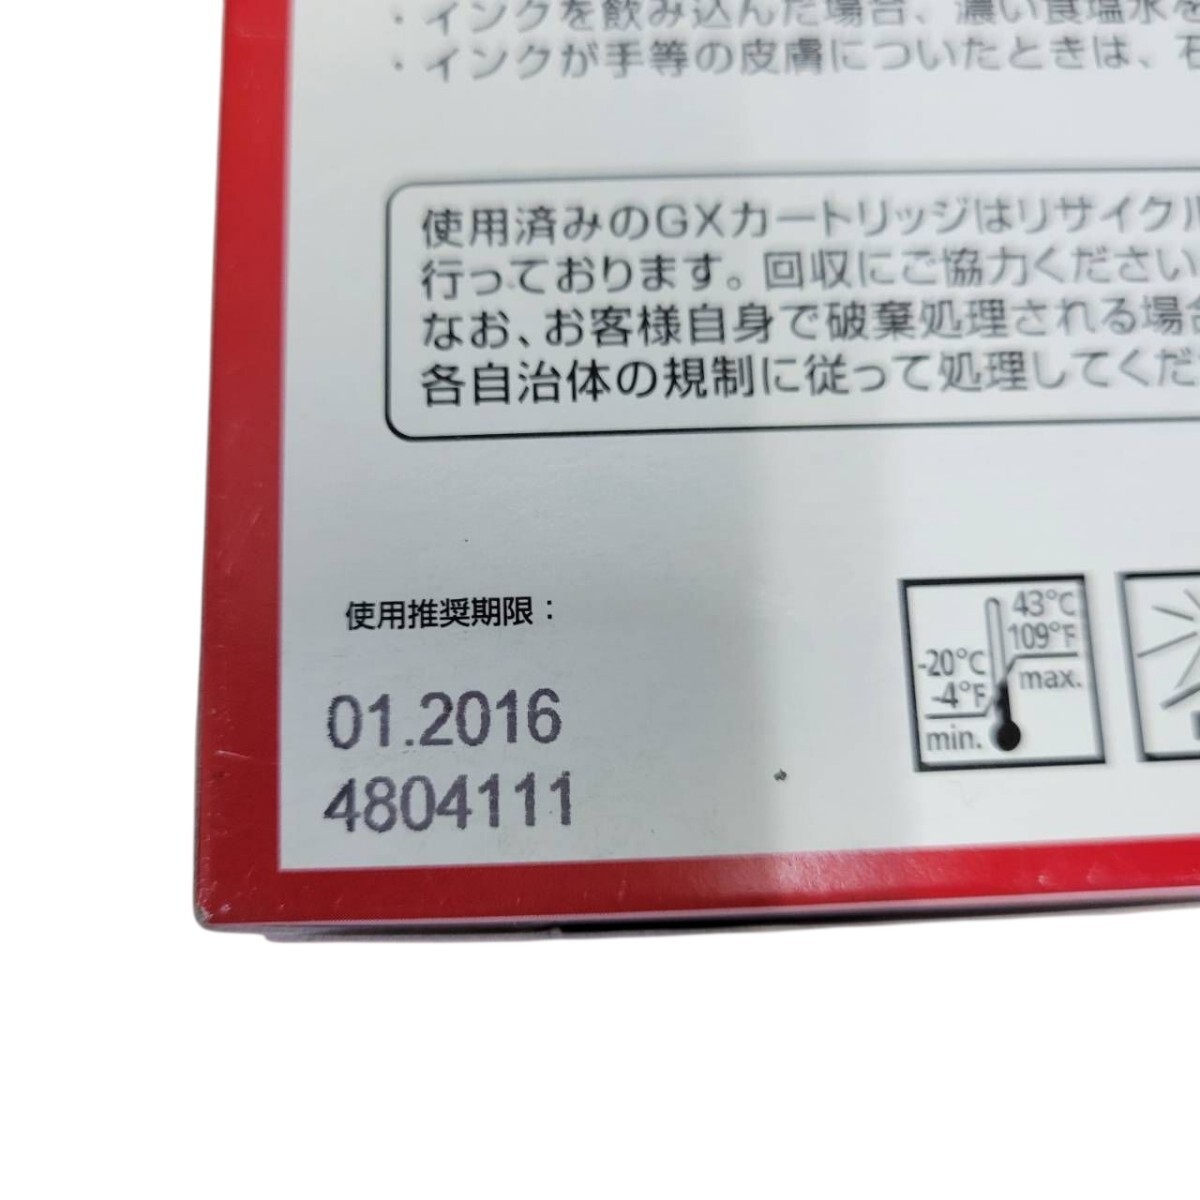 ・インクを飲み込んだ場合、濃い食塩水を
・インクが手等の皮膚についたときは、石
使用済みのGXカートリッジはリサイクル
行っております。回収にご協力ください
なお、お客様自身で破棄処理される場合
各自治体の規制に従って処理してくだ
使用推奨期限：
01.2016
4804111
43°C
109°F
max.
-20°C
-4°F
min.